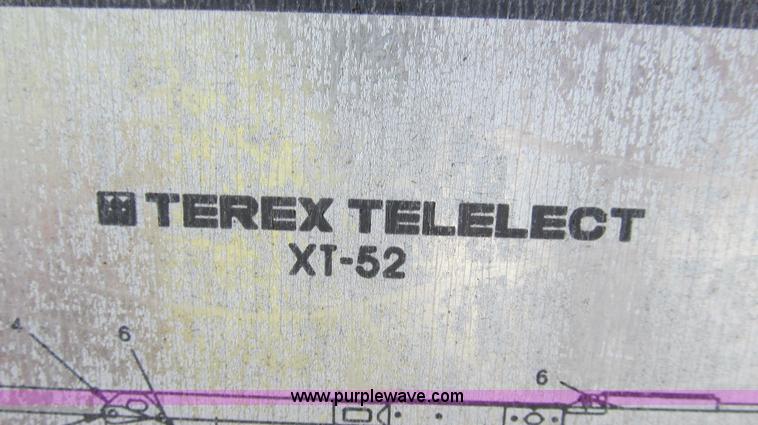 TEREX TELELECT
XT-52
4
6
6
www.purplewave.com